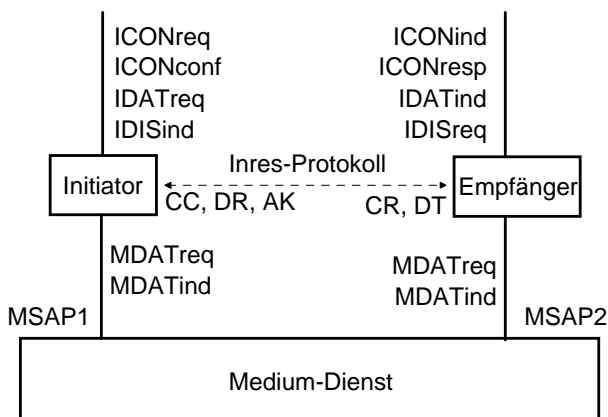 ICONreq
ICONconf
IDATreq
IDISind
ICONind
ICONresp
IDATind
IDISreq
Inres-Protokoll
Initiator
Empfänger
CC, DR, AK
CR, DT
MDATreq
MDATind
MDATreq
MDATind
MSAP1
MSAP2
Medium-Dienst